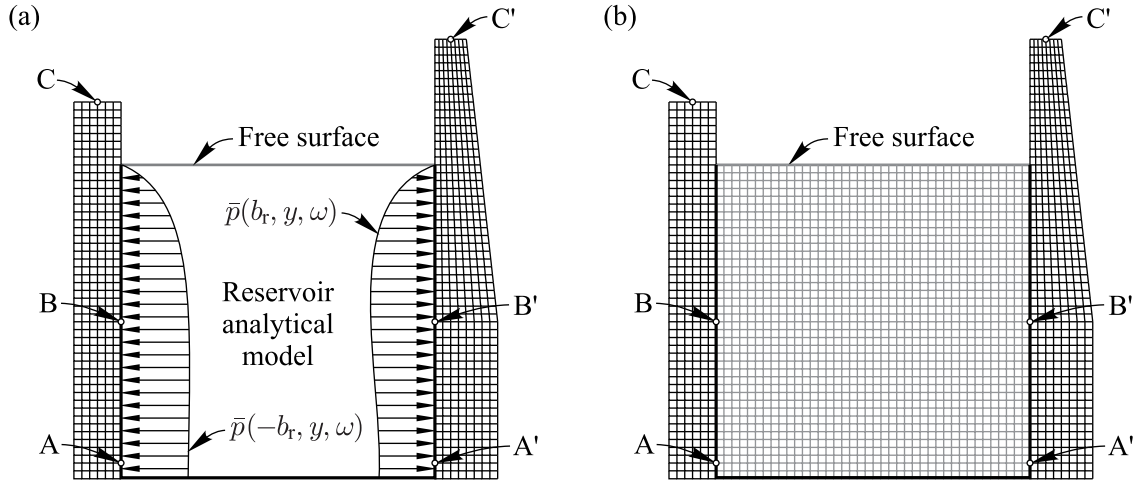 (a)
C'
C
Free surface
p̄(b_r, y, ω)
Reservoir
analytical
model
B
B'
p̄(−b_r, y, ω)
A
A'
(b)
C'
C
Free surface
B
B'
A
A'